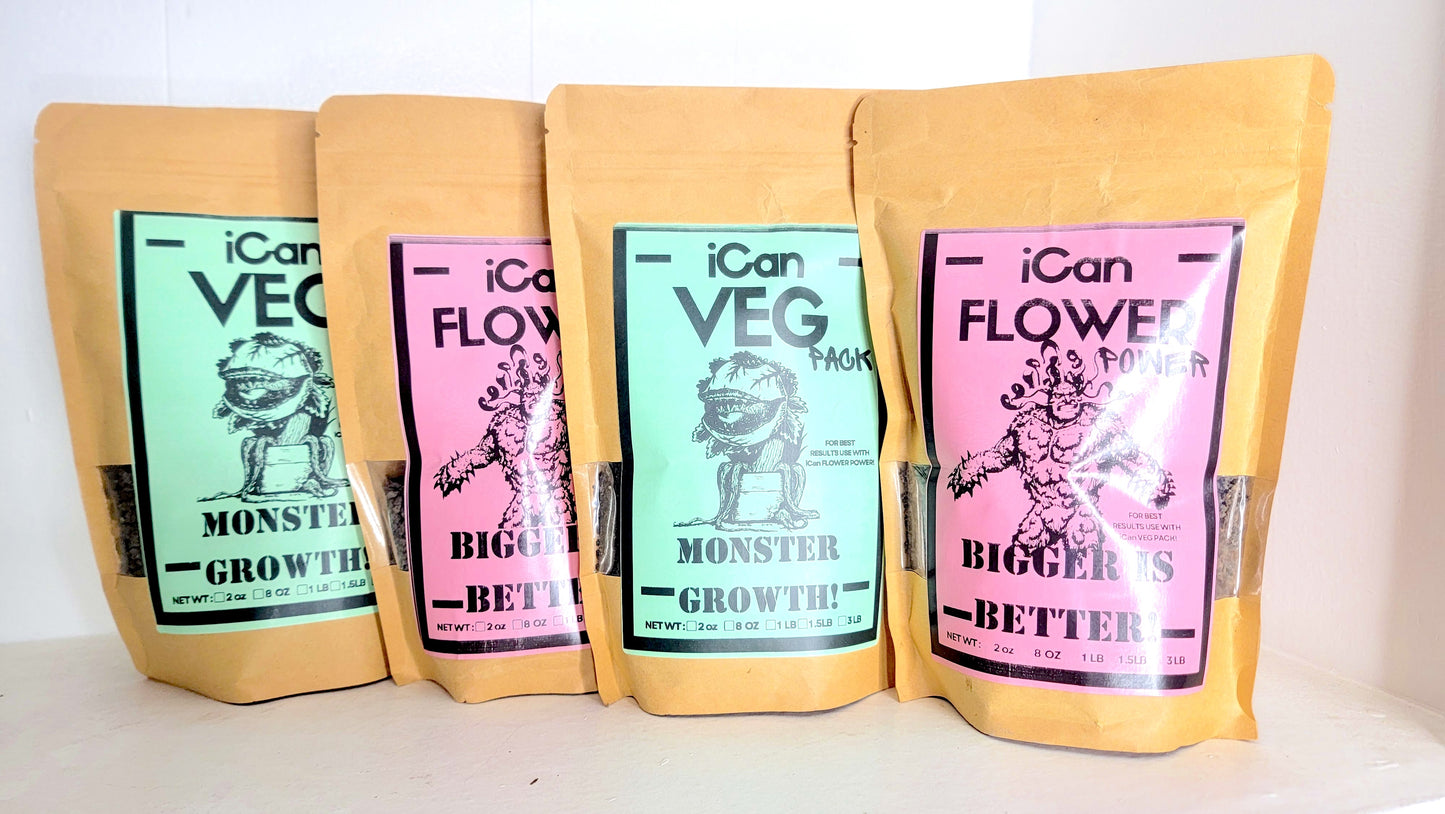 iCan
VEG
MONSTER
GROWTH!
NET WT: 2 oz 8 OZ 1 LB 1.5LB
iCan
FLOW
BIGGE
BETTE
NET WT: 2 oz 8 OZ 1 LB
iCan
VEG
PACK
FOR BEST
RESULTS USE WITH
iCan FLOWER POWER!
MONSTER
GROWTH!
NET WT: 2 oz 8 OZ 1 LB 1.5LB 3 LB
iCan
FLOWER
POWER
FOR BEST
RESULTS USE WITH
iCan VEG PACK!
BIGGER IS
BETTER!
NET WT: 2 oz 8 OZ 1 LB 1.5LB 3 LB